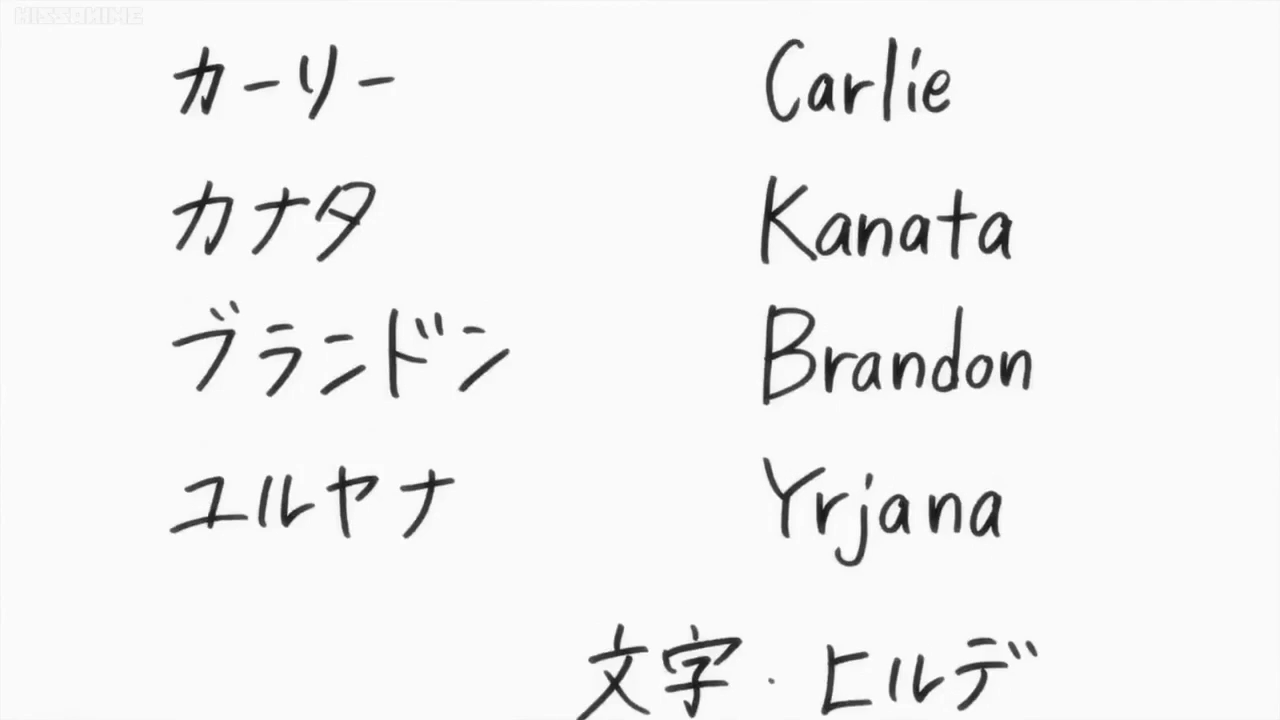 KISSANIME
カーリー Carlie
カナタ Kanata
ブランドン Brandon
ユルヤナ Yrjana
文字・ヒルデ